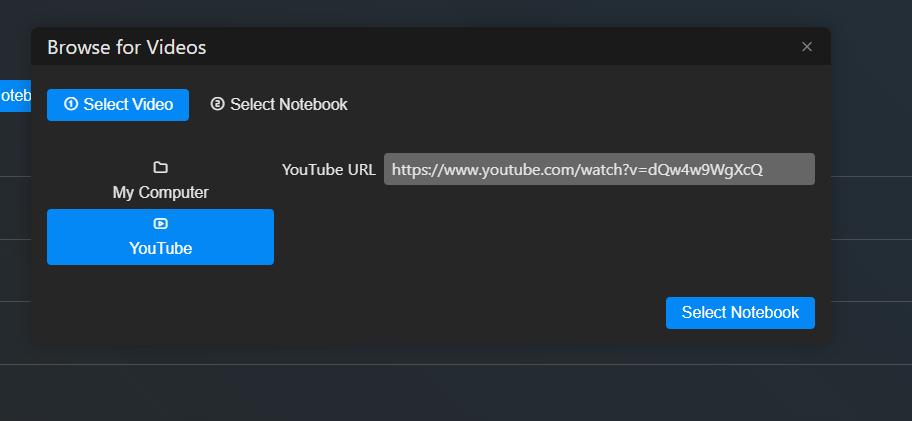 Browse for Videos
oteb
① Select Video
② Select Notebook
My Computer
YouTube URL
https://www.youtube.com/watch?v=dQw4w9WgXcQ
YouTube
Select Notebook